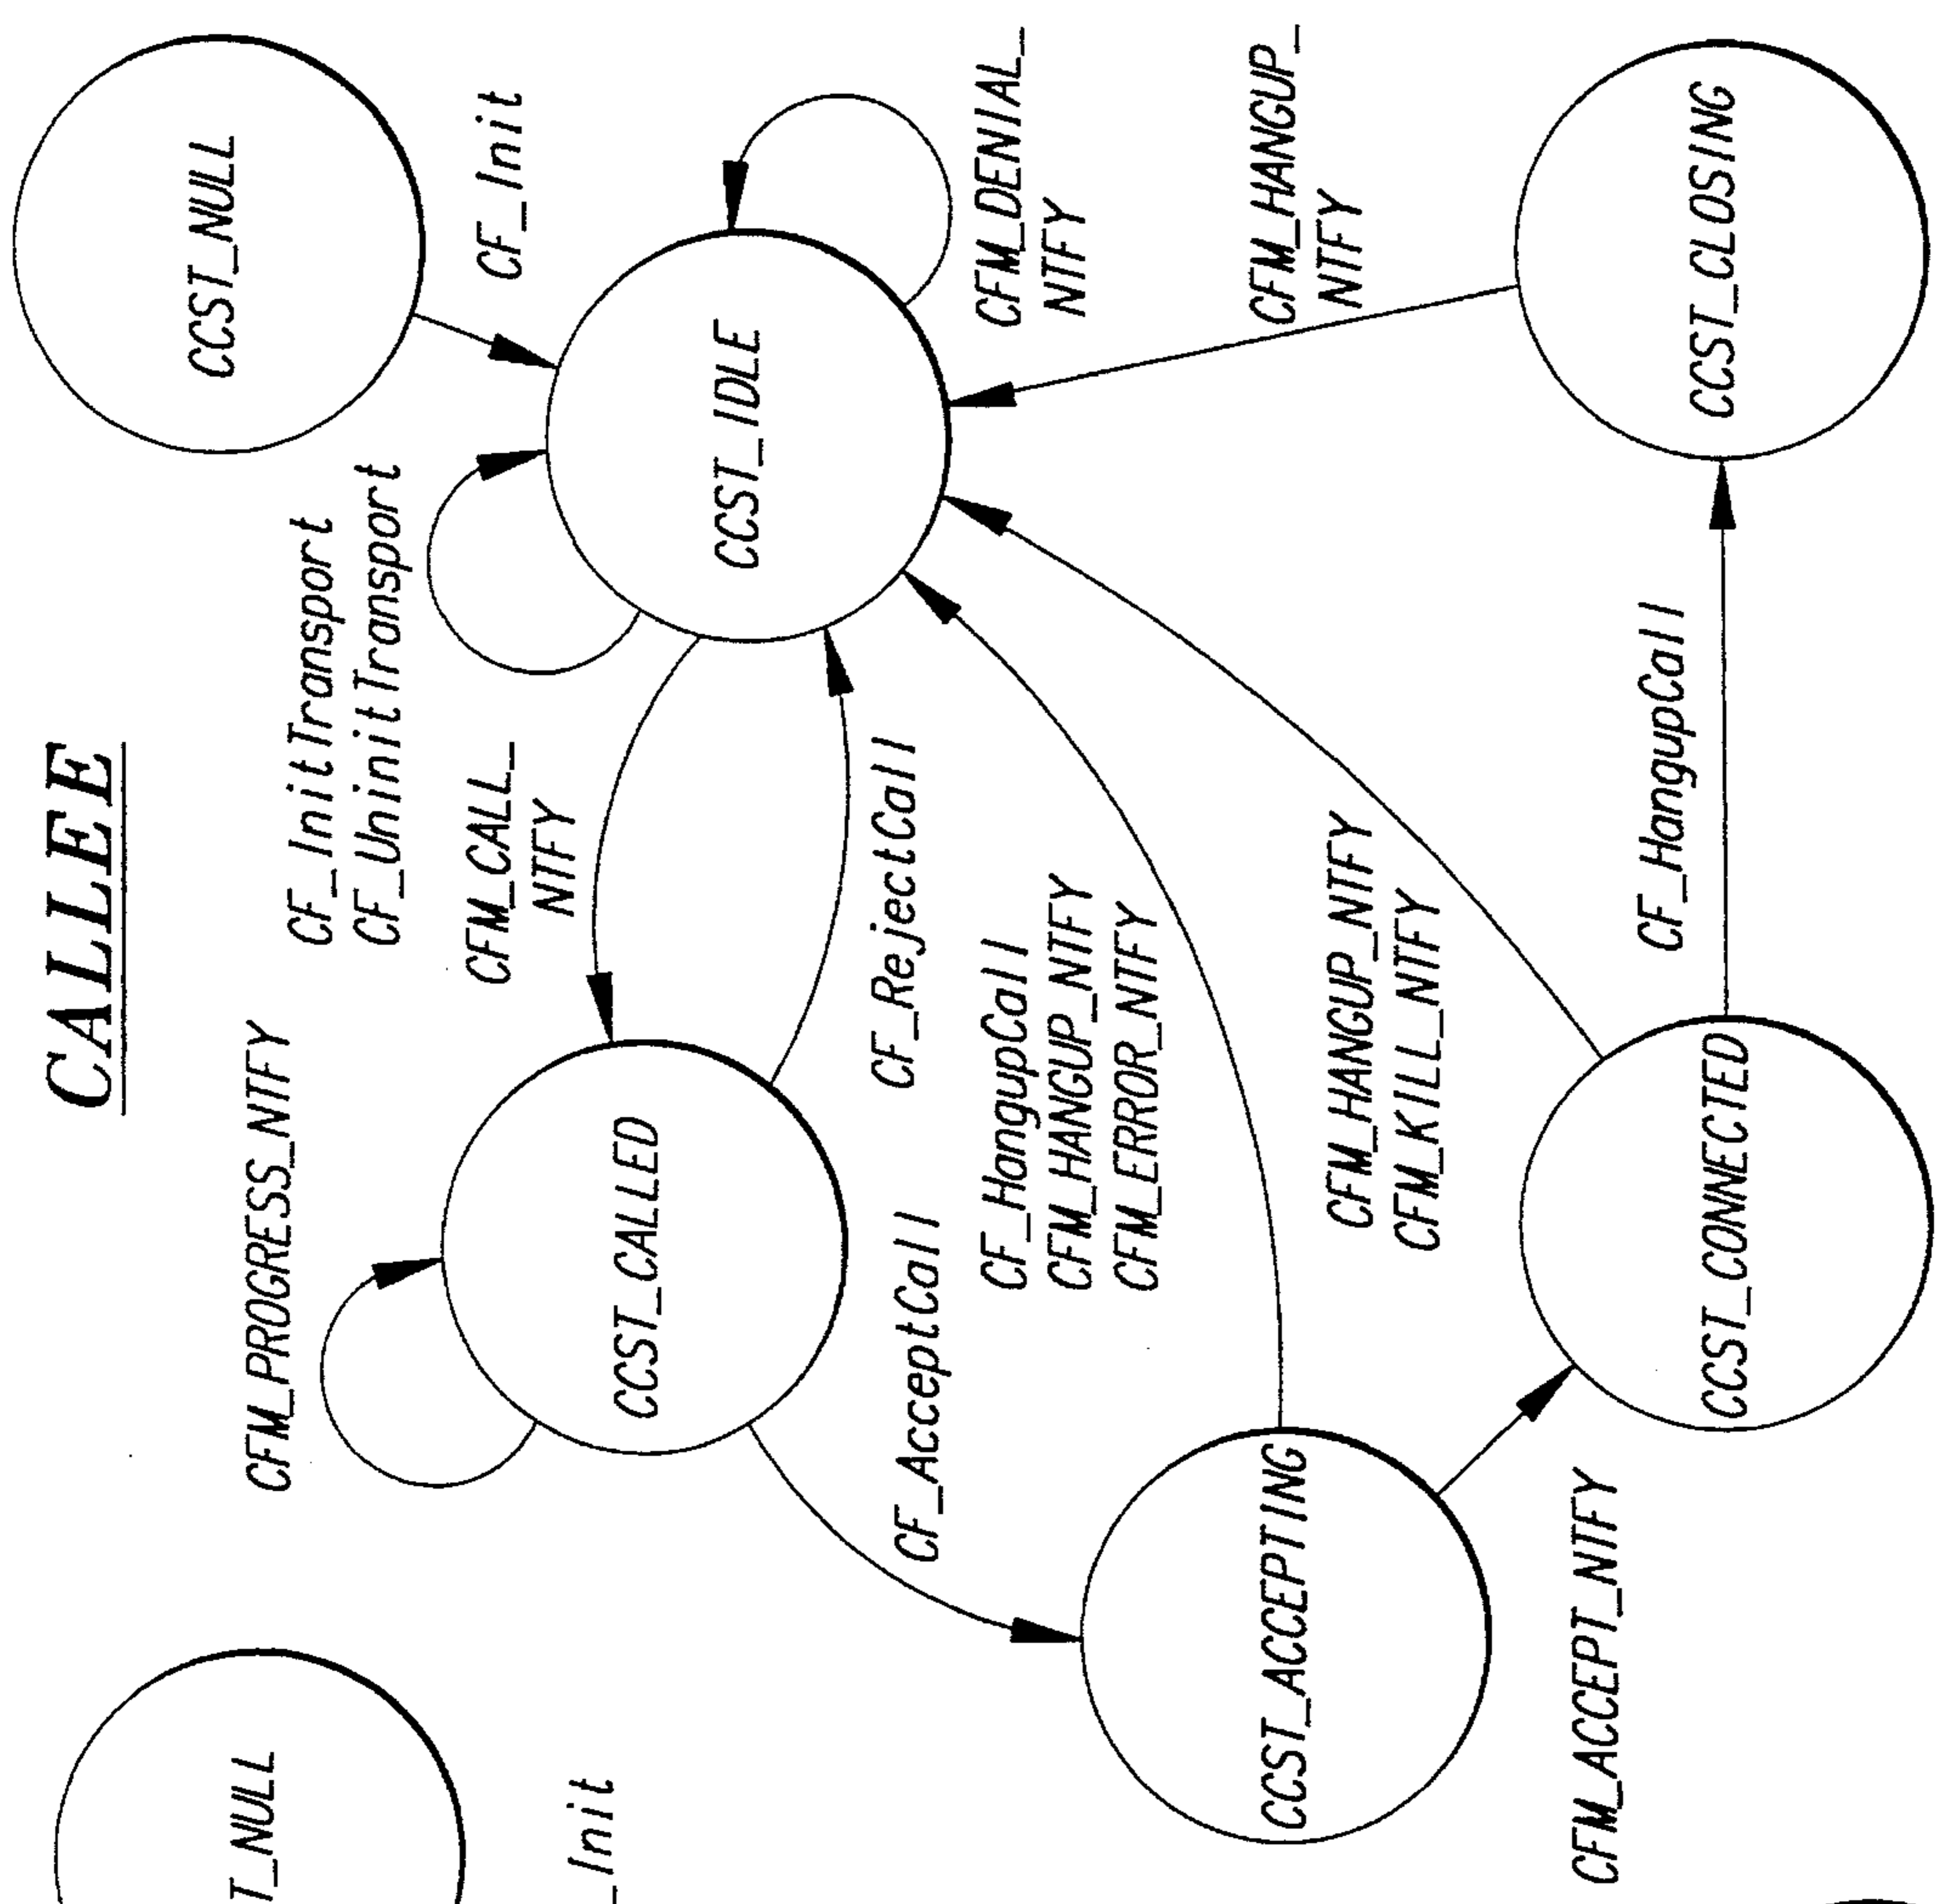 CALLEE
CCST_NULL
T_NULL
CFM_PROGRESS_NTFY
CF_InitTransport
CF_UninitTransport
CFM_CALL_
NTFY
CF_Init
_Init
CCST_CALLED
CCST_IDLE
CF_RejectCall
CF_AcceptCall
CFM_DENIAL_
NTFY
CF_HangupCall
CFM_HANGUP_NTFY
CFM_ERROR_NTFY
CFM_HANGUP_
NTFY
CCST_ACCEPTING
CFM_HANGUP_NTFY
CFM_KILL_NTFY
CFM_ACCEPT_NTFY
CF_HangupCall
CCST_CONNECTED
CCST_CLOSING